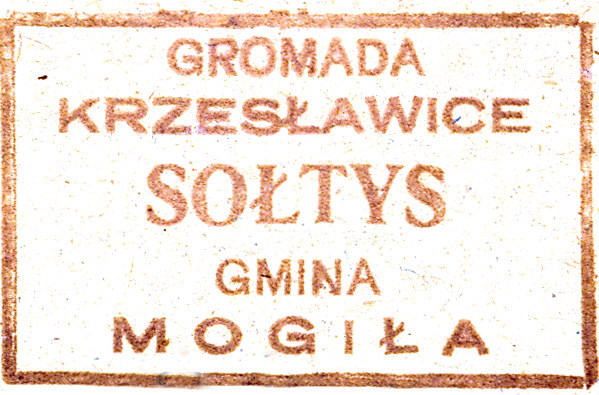 GROMADA
KRZESŁAWICE
SOŁTYS
GMINA
MOGIŁA